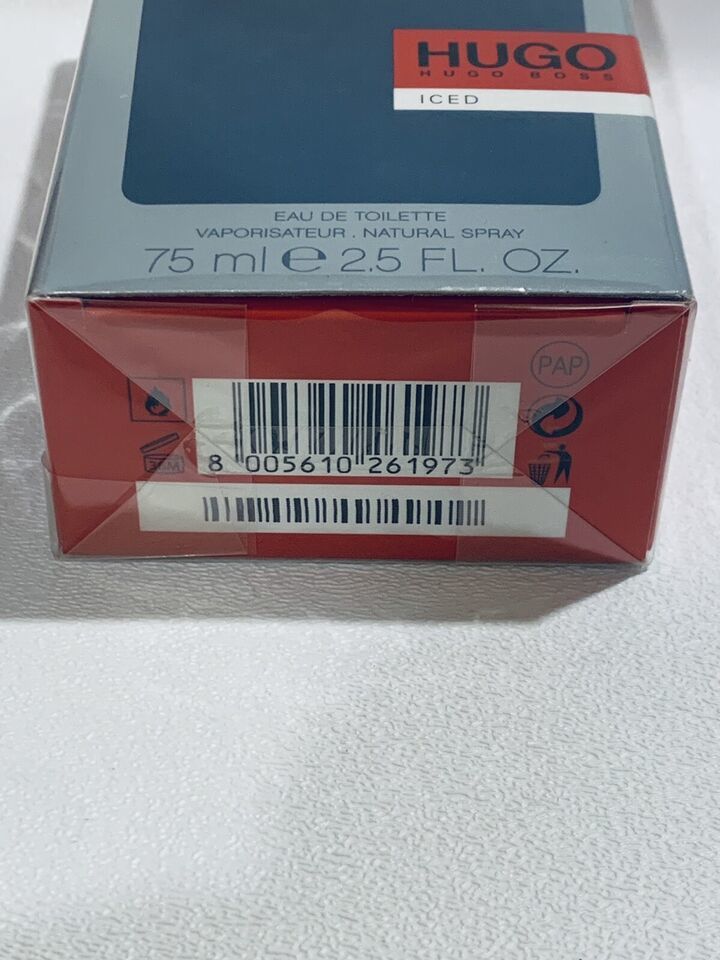 HUGO
HUGO BOSS
ICED
EAU DE TOILETTE
VAPORISATEUR . NATURAL SPRAY
75 ml ℮ 2.5 FL. OZ.
PAP
36M
8 005610 261973